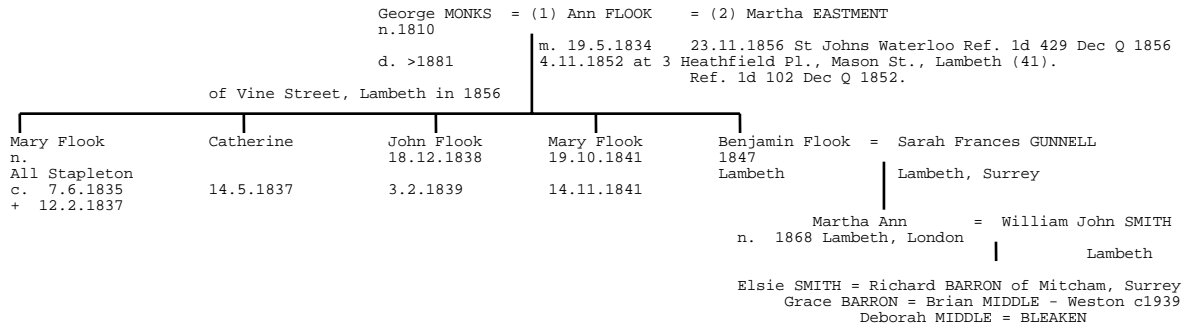 George MONKS = (1) Ann FLOOK = (2) Martha EASTMENT
n.1810
m. 19.5.1834 23.11.1856 St Johns Waterloo Ref. 1d 429 Dec Q 1856
d. >1881 4.11.1852 at 3 Heathfield Pl., Mason St., Lambeth (41).
Ref. 1d 102 Dec Q 1852.
of Vine Street, Lambeth in 1856
Mary Flook Catherine John Flook Mary Flook Benjamin Flook = Sarah Frances GUNNELL
n. 18.12.1838 19.10.1841 1847
All Stapleton Lambeth Lambeth, Surrey
c. 7.6.1835 14.5.1837 3.2.1839 14.11.1841
+ 12.2.1837
Martha Ann = William John SMITH
n. 1868 Lambeth, London
Lambeth
Elsie SMITH = Richard BARRON of Mitcham, Surrey
Grace BARRON = Brian MIDDLE - Weston c1939
Deborah MIDDLE = BLEAKEN